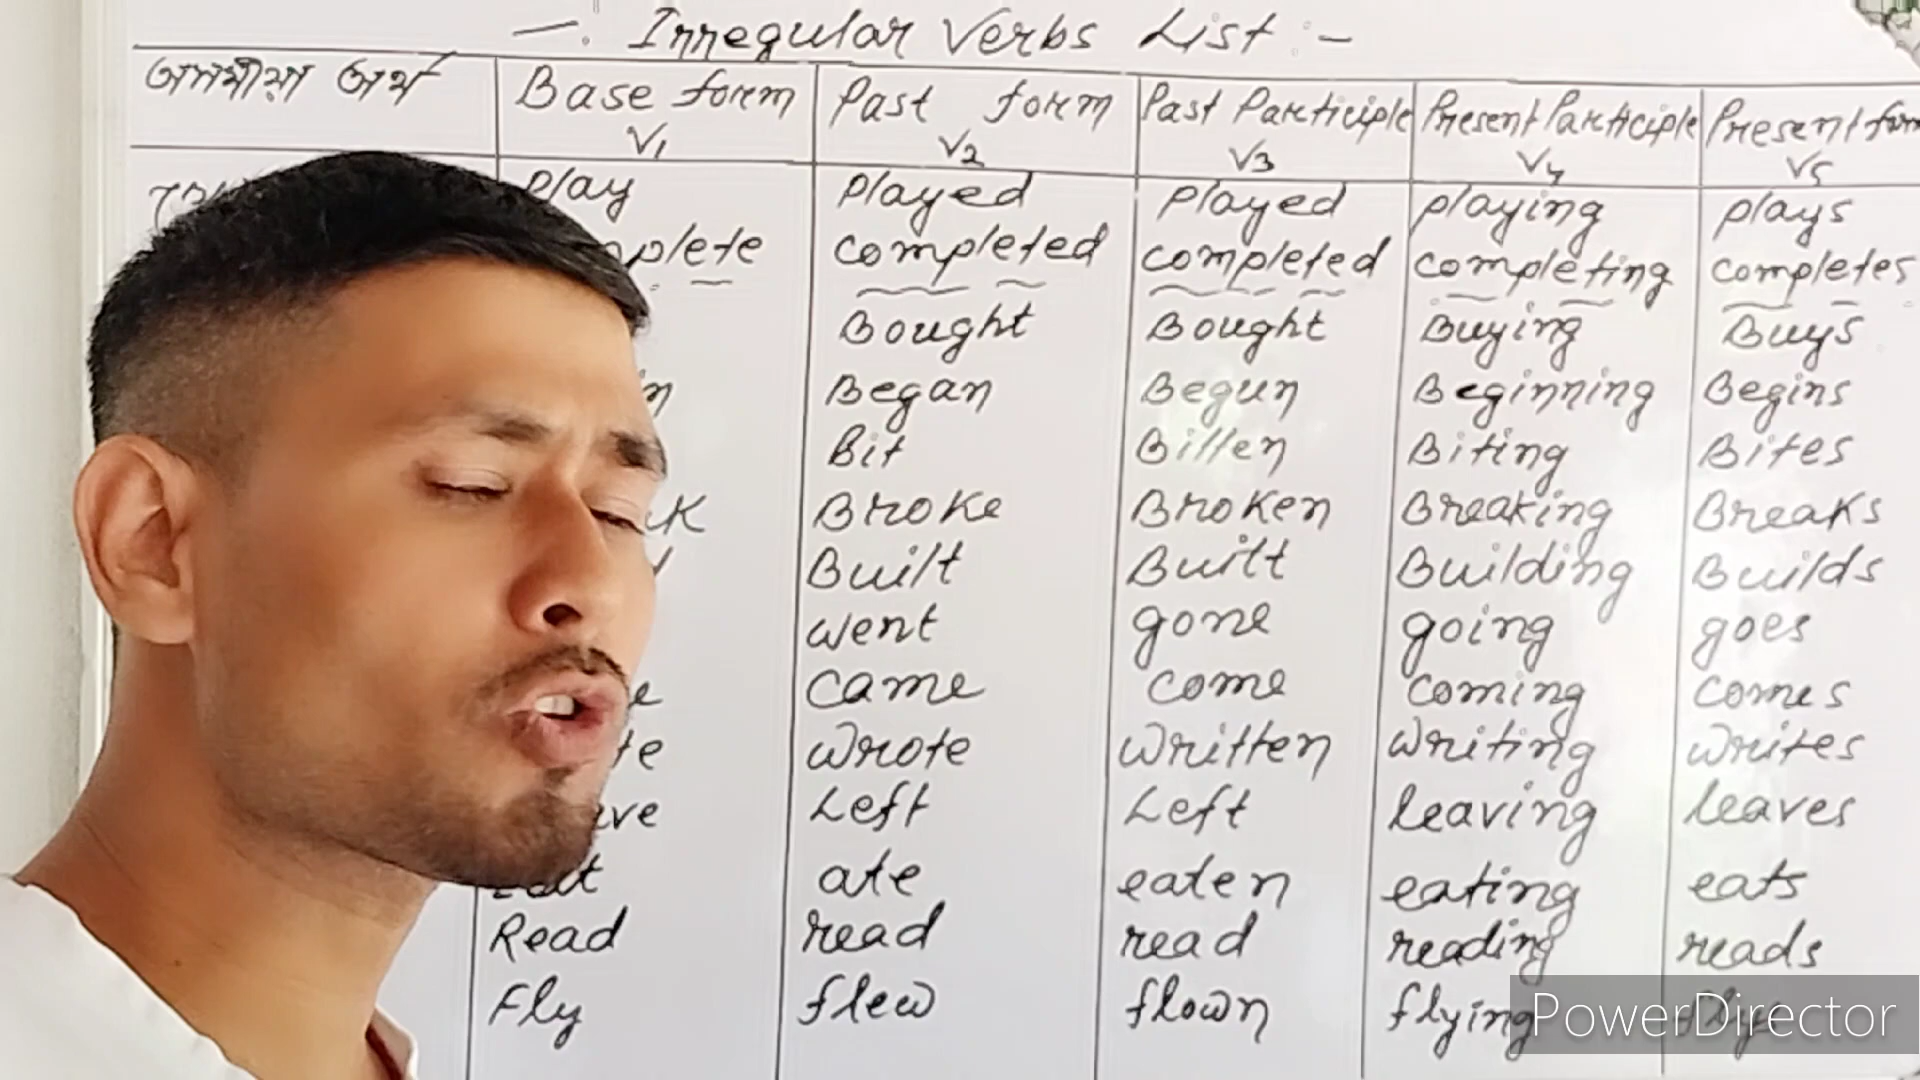 —: Irregular Verbs List :—
অসমীয়া অৰ্থ Base form Past form Past Participle Present Participle Present form
V1 V2 V3 V4 V5
Play Played Played playing plays
completed completed completing completes
Bought Bought Buying Buys
Began Begun Beginning Begins
Bit Bitten Biting Bites
Broke Broken Breaking Breaks
Built Built Building Builds
went gone going goes
came come coming comes
wrote written writing writes
Left Left leaving leaves
Eat ate eaten eating eats
Read read read reading reads
Fly flew flown flying
PowerDirector